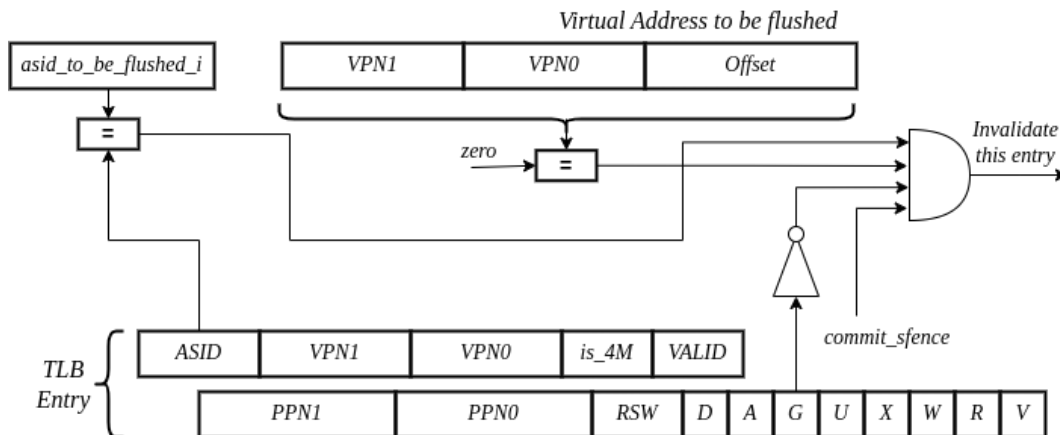 Virtual Address to be flushed
asid_to_be_flushed_i
VPN1
VPN0
Offset
=
zero
=
Invalidate
this entry
commit_sfence
TLB
Entry
ASID
VPN1
VPN0
is_4M
VALID
PPN1
PPN0
RSW
D
A
G
U
X
W
R
V